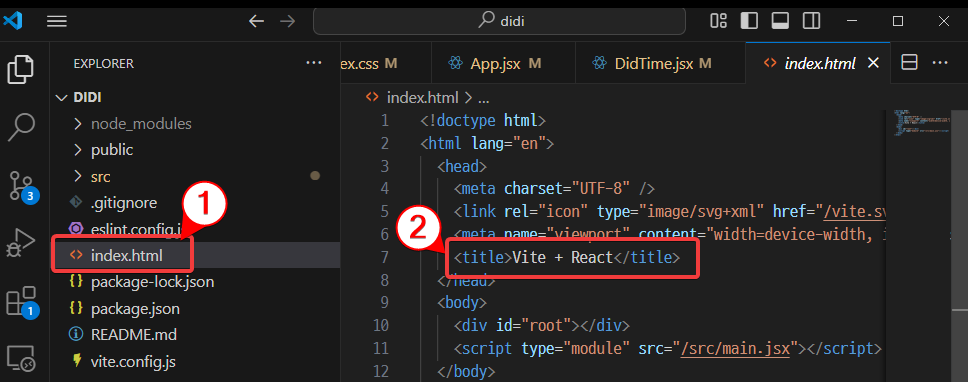 didi
EXPLORER
DIDI
node_modules
public
src
.gitignore
eslint.config.j
index.html
package-lock.json
package.json
README.md
vite.config.js
3
1
1
2
ex.css M
App.jsx M
DidTime.jsx M
<> index.html
<> index.html > ...
1 <!doctype html>
2 <html lang="en">
3 <head>
4 <meta charset="UTF-8" />
5 <link rel="icon" type="image/svg+xml" href="/vite.sv
6 <meta name="viewport" content="width=device-width, i
7 <title>Vite + React</title>
8 </head>
9 <body>
10 <div id="root"></div>
11 <script type="module" src="/src/main.jsx"></script>
12 </body>